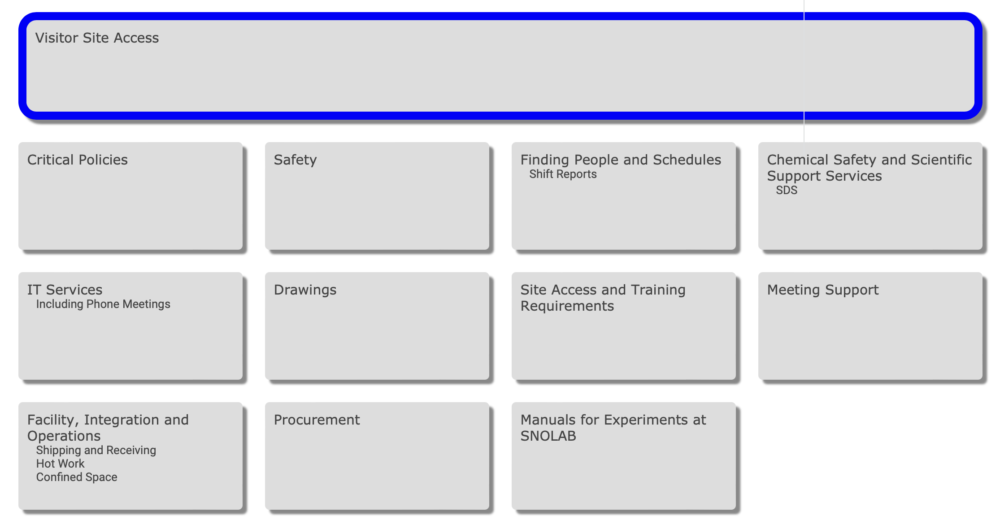 Visitor Site Access
Critical Policies
Safety
Finding People and Schedules
Shift Reports
Chemical Safety and Scientific
Support Services
SDS
IT Services
Including Phone Meetings
Drawings
Site Access and Training
Requirements
Meeting Support
Facility, Integration and
Operations
Shipping and Receiving
Hot Work
Confined Space
Procurement
Manuals for Experiments at
SNOLAB